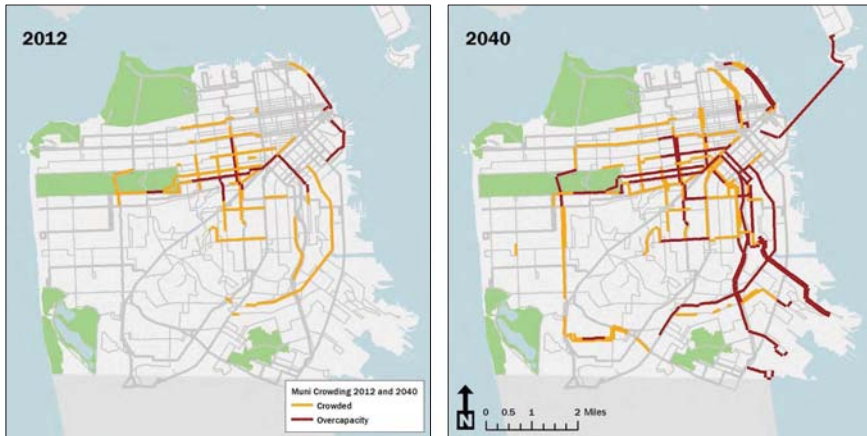 2012
Muni Crowding 2012 and 2040
Crowded
Overcapacity
2040
N
0 0.5 1 2 Miles